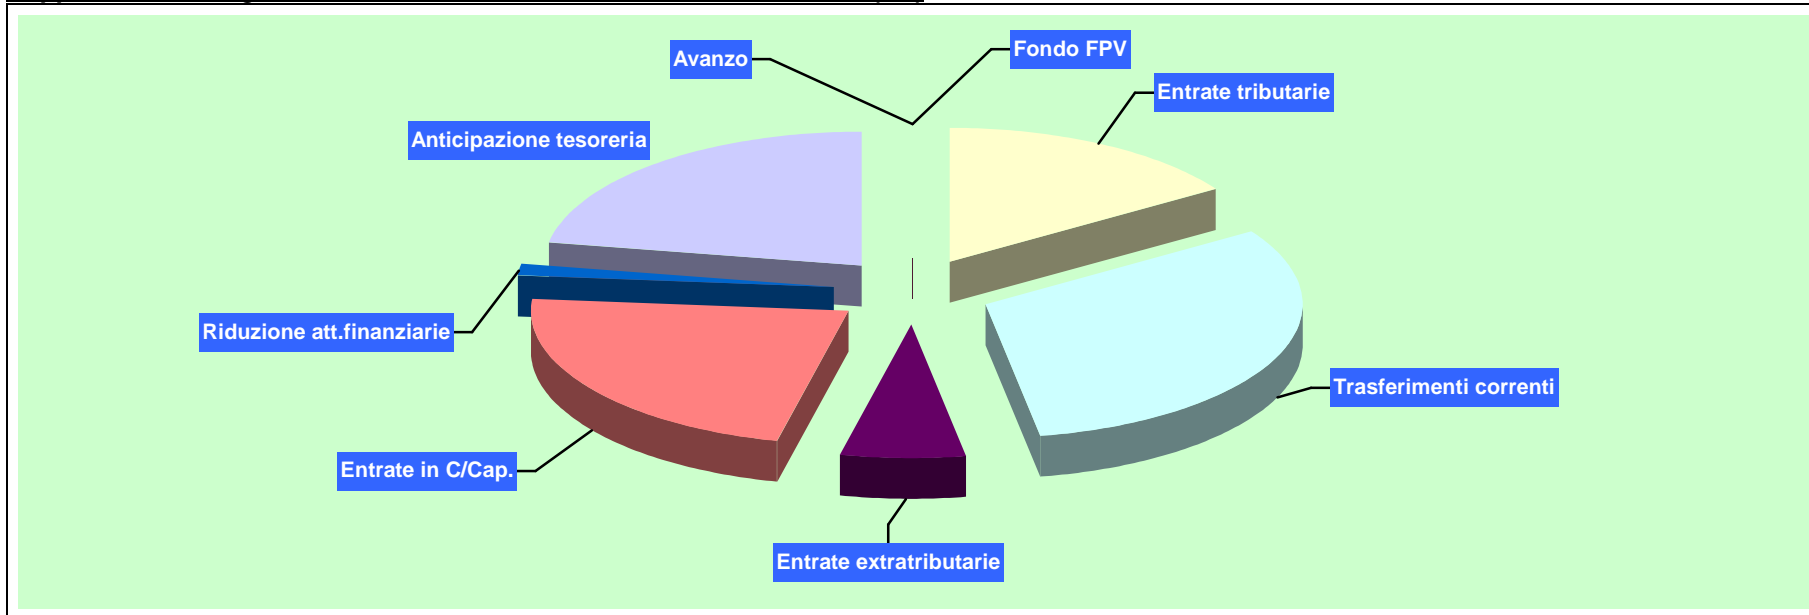 Avanzo
Fondo FPV
Entrate tributarie
Anticipazione tesoreria
Riduzione att.finanziarie
Trasferimenti correnti
Entrate in C/Cap.
Entrate extratributarie